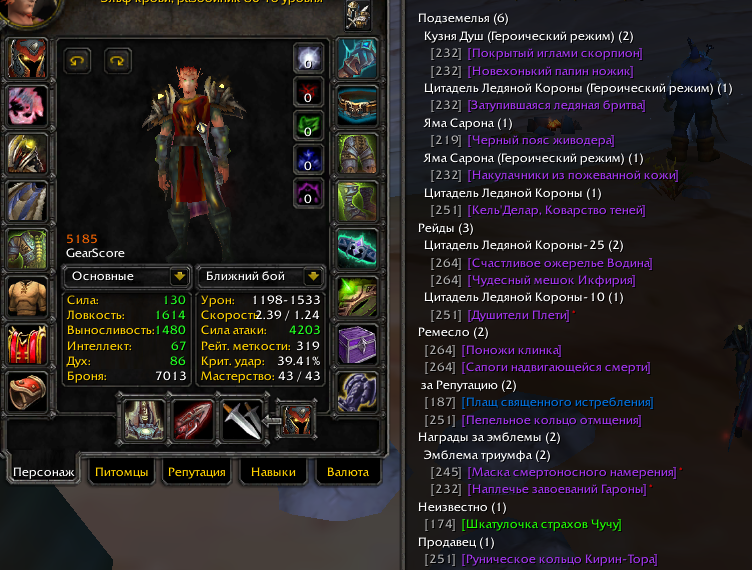 Эльф крови, разбойник 80-го уровня
0
0
0
0
0
5185
GearScore
Основные
Ближний бой
Сила: 130
Ловкость: 1614
Выносливость: 1480
Интеллект: 67
Дух: 86
Броня: 7013
Урон: 1198-1533
Скорость 2.39 / 1.24
Сила атаки: 4203
Рейт. меткости: 319
Крит. удар: 39.41%
Мастерство: 43 / 43
Персонаж
Питомцы
Репутация
Навыки
Валюта
Подземелья (6)
Кузня Душ (Героический режим) (2)
[232] [Покрытый иглами скорпион]
[232] [Новехонький папин ножик]
Цитадель Ледяной Короны (Героический режим) (1)
[232] [Затупившаяся ледяная бритва]
Яма Сарона (1)
[219] [Черный пояс живодера]
Яма Сарона (Героический режим) (1)
[232] [Накулачники из пожеванной кожи]
Цитадель Ледяной Короны (1)
[251] [Кель'Делар, Коварство теней]
Рейды (3)
Цитадель Ледяной Короны-25 (2)
[264] [Счастливое ожерелье Водина]
[264] [Чудесный мешок Икфирия]
Цитадель Ледяной Короны-10 (1)
[251] [Душители Плети]*
Ремесло (2)
[264] [Поножи клинка]
[264] [Сапоги надвигающейся смерти]
за Репутацию (2)
[187] [Плащ священного истребления]
[251] [Пепельное кольцо отмщения]
Награды за эмблемы (2)
Эмблема триумфа (2)
[245] [Маска смертоносного намерения]*
[232] [Наплечье завоеваний Гароны]*
Неизвестно (1)
[174] [Шкатулочка страхов Чучу]
Продавец (1)
[251] [Руническое кольцо Кирин-Тора]